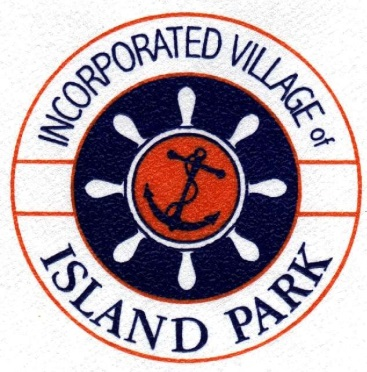 INCORPORATED VILLAGE of
ISLAND PARK